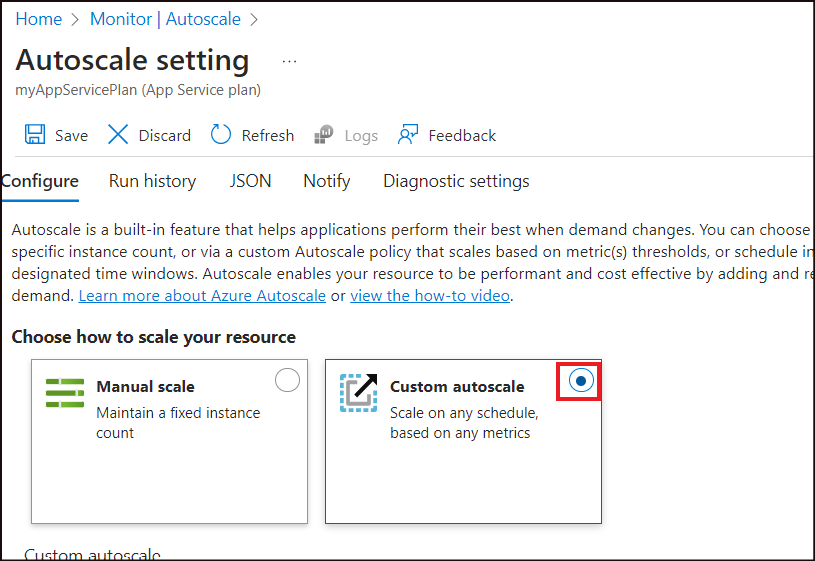 Home > Monitor | Autoscale >
Autoscale setting ...
myAppServicePlan (App Service plan)
Save Discard Refresh Logs Feedback
Configure Run history JSON Notify Diagnostic settings
Autoscale is a built-in feature that helps applications perform their best when demand changes. You can choose
specific instance count, or via a custom Autoscale policy that scales based on metric(s) thresholds, or schedule in
designated time windows. Autoscale enables your resource to be performant and cost effective by adding and re
demand. Learn more about Azure Autoscale or view the how-to video.
Choose how to scale your resource
Manual scale
Maintain a fixed instance
count
Custom autoscale
Scale on any schedule,
based on any metrics
Custom autoscale